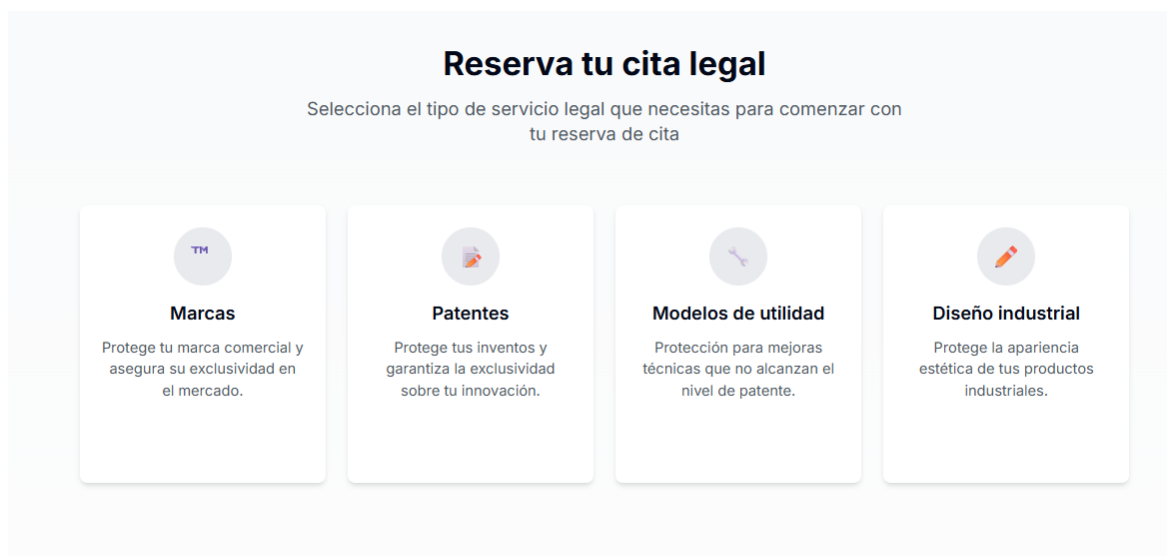 Reserva tu cita legal
Selecciona el tipo de servicio legal que necesitas para comenzar con
tu reserva de cita
TM
Marcas
Protege tu marca comercial y
asegura su exclusividad en
el mercado.
Patentes
Protege tus inventos y
garantiza la exclusividad
sobre tu innovación.
Modelos de utilidad
Protección para mejoras
técnicas que no alcanzan el
nivel de patente.
Diseño industrial
Protege la apariencia
estética de tus productos
industriales.